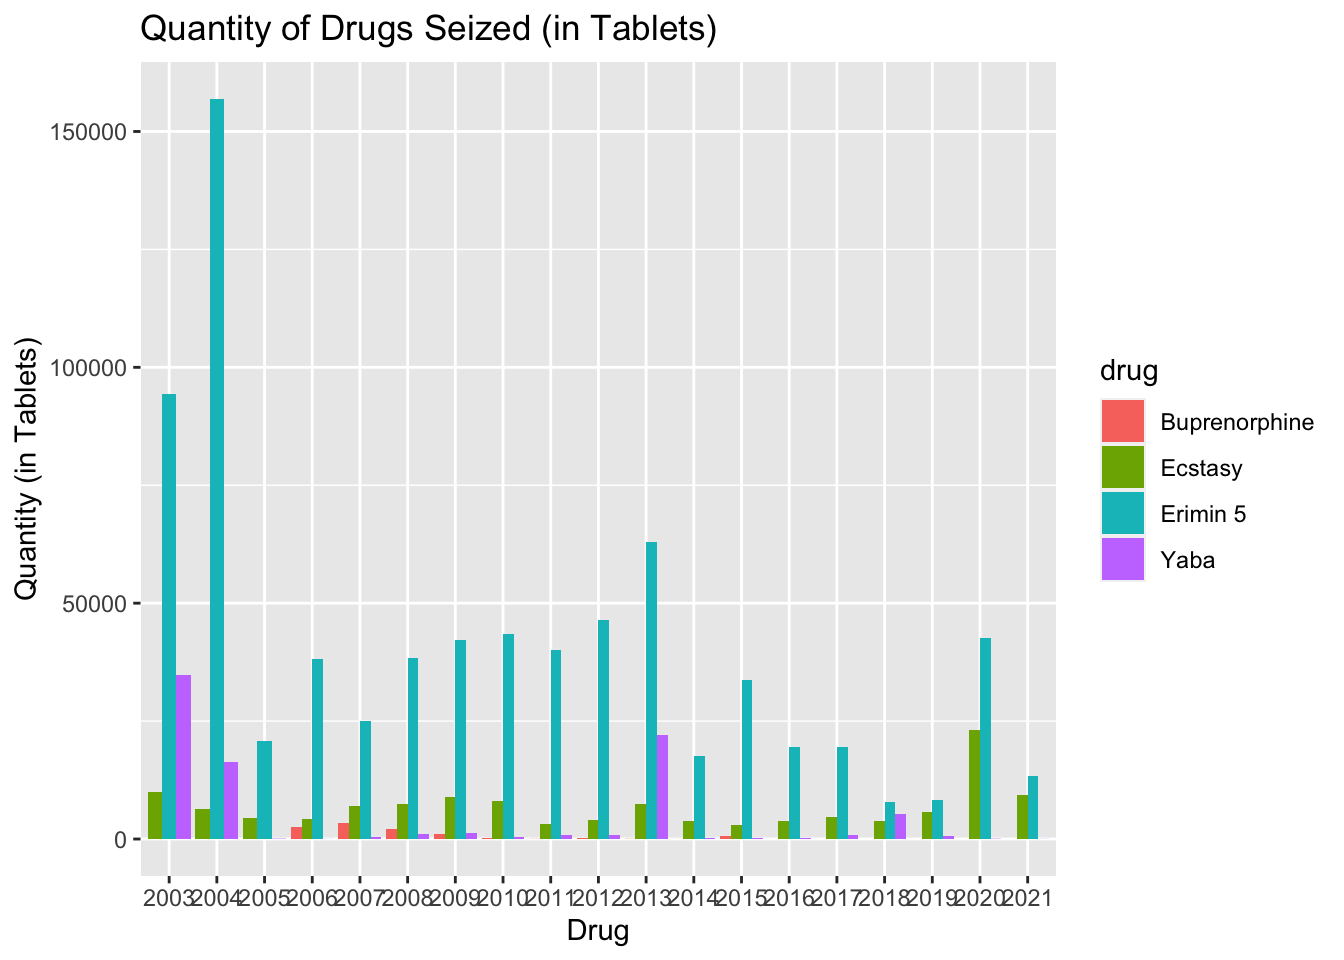 Quantity of Drugs Seized (in Tablets)
Quantity (in Tablets)
150000
100000
50000
0
2003 2004 2005 2006 2007 2008 2009 2010 2011 2012 2013 2014 2015 2016 2017 2018 2019 2020 2021
Drug
drug
Buprenorphine
Ecstasy
Erimin 5
Yaba